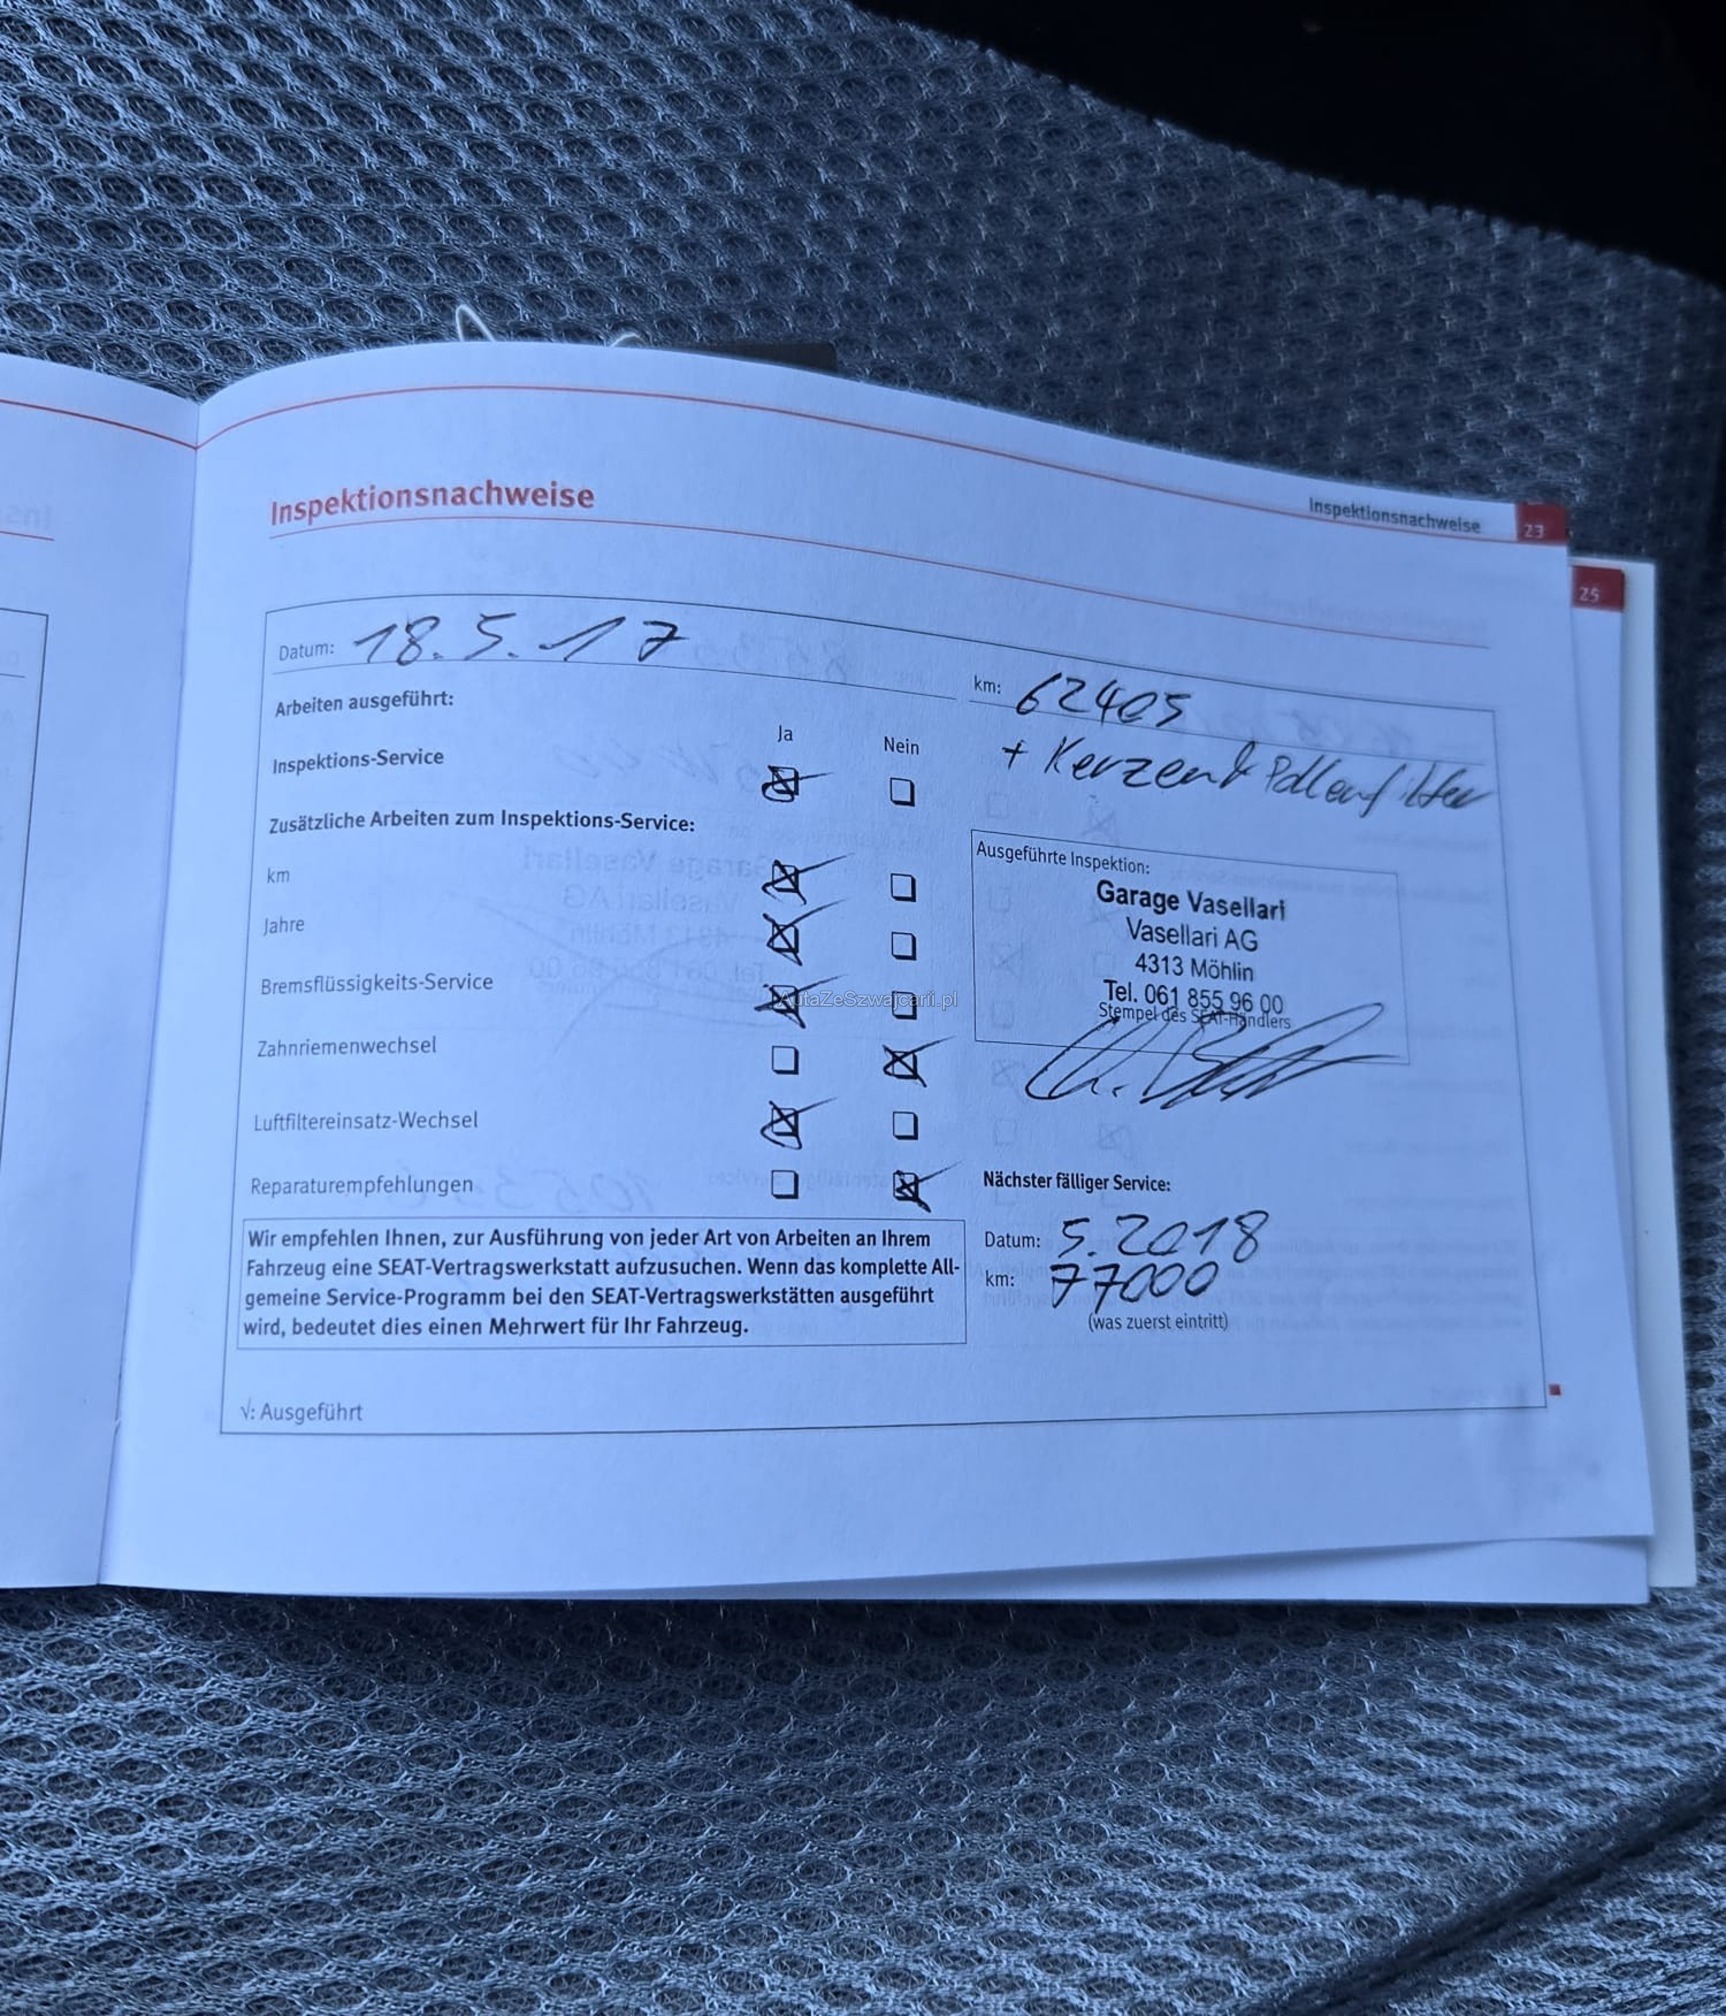 Inspektionsnachweise 23
25
Inspektionsnachweise
Datum: 18.5.17
km: 62405
Arbeiten ausgeführt:
Ja Nein
+ Kerzen & Pollenfilter
Inspektions-Service
Zusätzliche Arbeiten zum Inspektions-Service:
km
Jahre
Bremsflüssigkeits-Service
Zahnriemenwechsel
Luftfiltereinsatz-Wechsel
Reparaturempfehlungen
Ausgeführte Inspektion:
Garage Vasellari
Vasellari AG
4313 Möhlin
Tel. 061 855 96 00
Stempel des SEAT-Händlers
AutaZeSzwajcarii.pl
Nächster fälliger Service:
Datum: 5.2018
km: 77000
(was zuerst eintritt)
Wir empfehlen Ihnen, zur Ausführung von jeder Art von Arbeiten an Ihrem
Fahrzeug eine SEAT-Vertragswerkstatt aufzusuchen. Wenn das komplette All-
gemeine Service-Programm bei den SEAT-Vertragswerkstätten ausgeführt
wird, bedeutet dies einen Mehrwert für Ihr Fahrzeug.
√: Ausgeführt